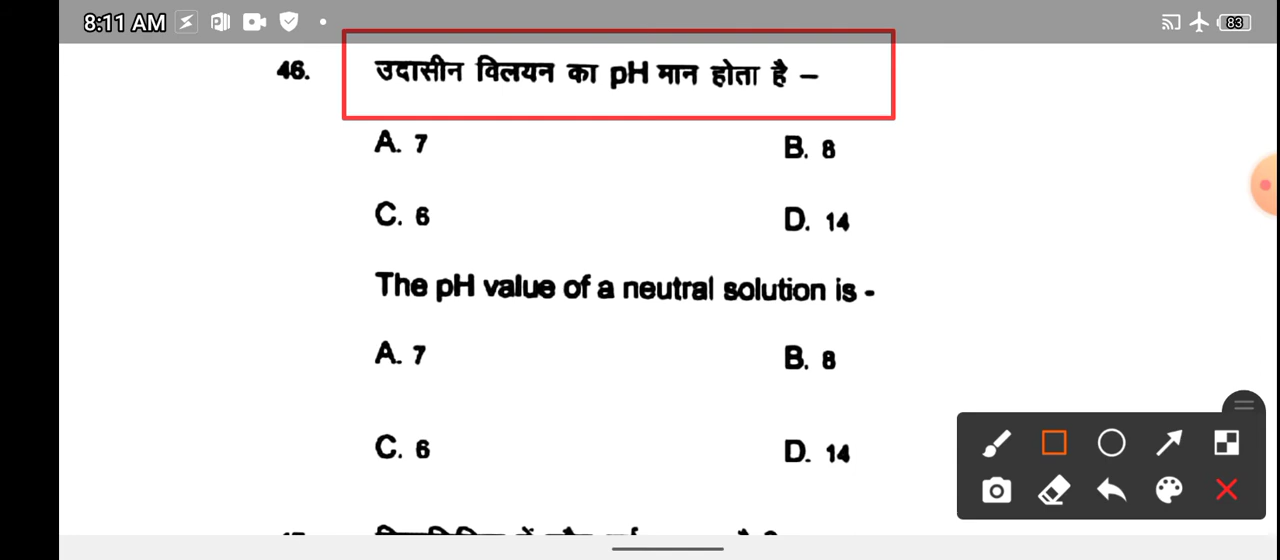 8:11 AM
83
46. उदासीन विलयन का pH मान होता है –
A. 7 B. 8
C. 6 D. 14
The pH value of a neutral solution is -
A. 7 B. 8
C. 6 D. 14